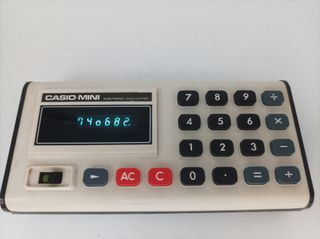 CASIO-MINI ELECTRONIC CALCULATOR
740682.
7 8 9 ÷
4 5 6 ×
1 2 3 −
► AC C 0 · = +